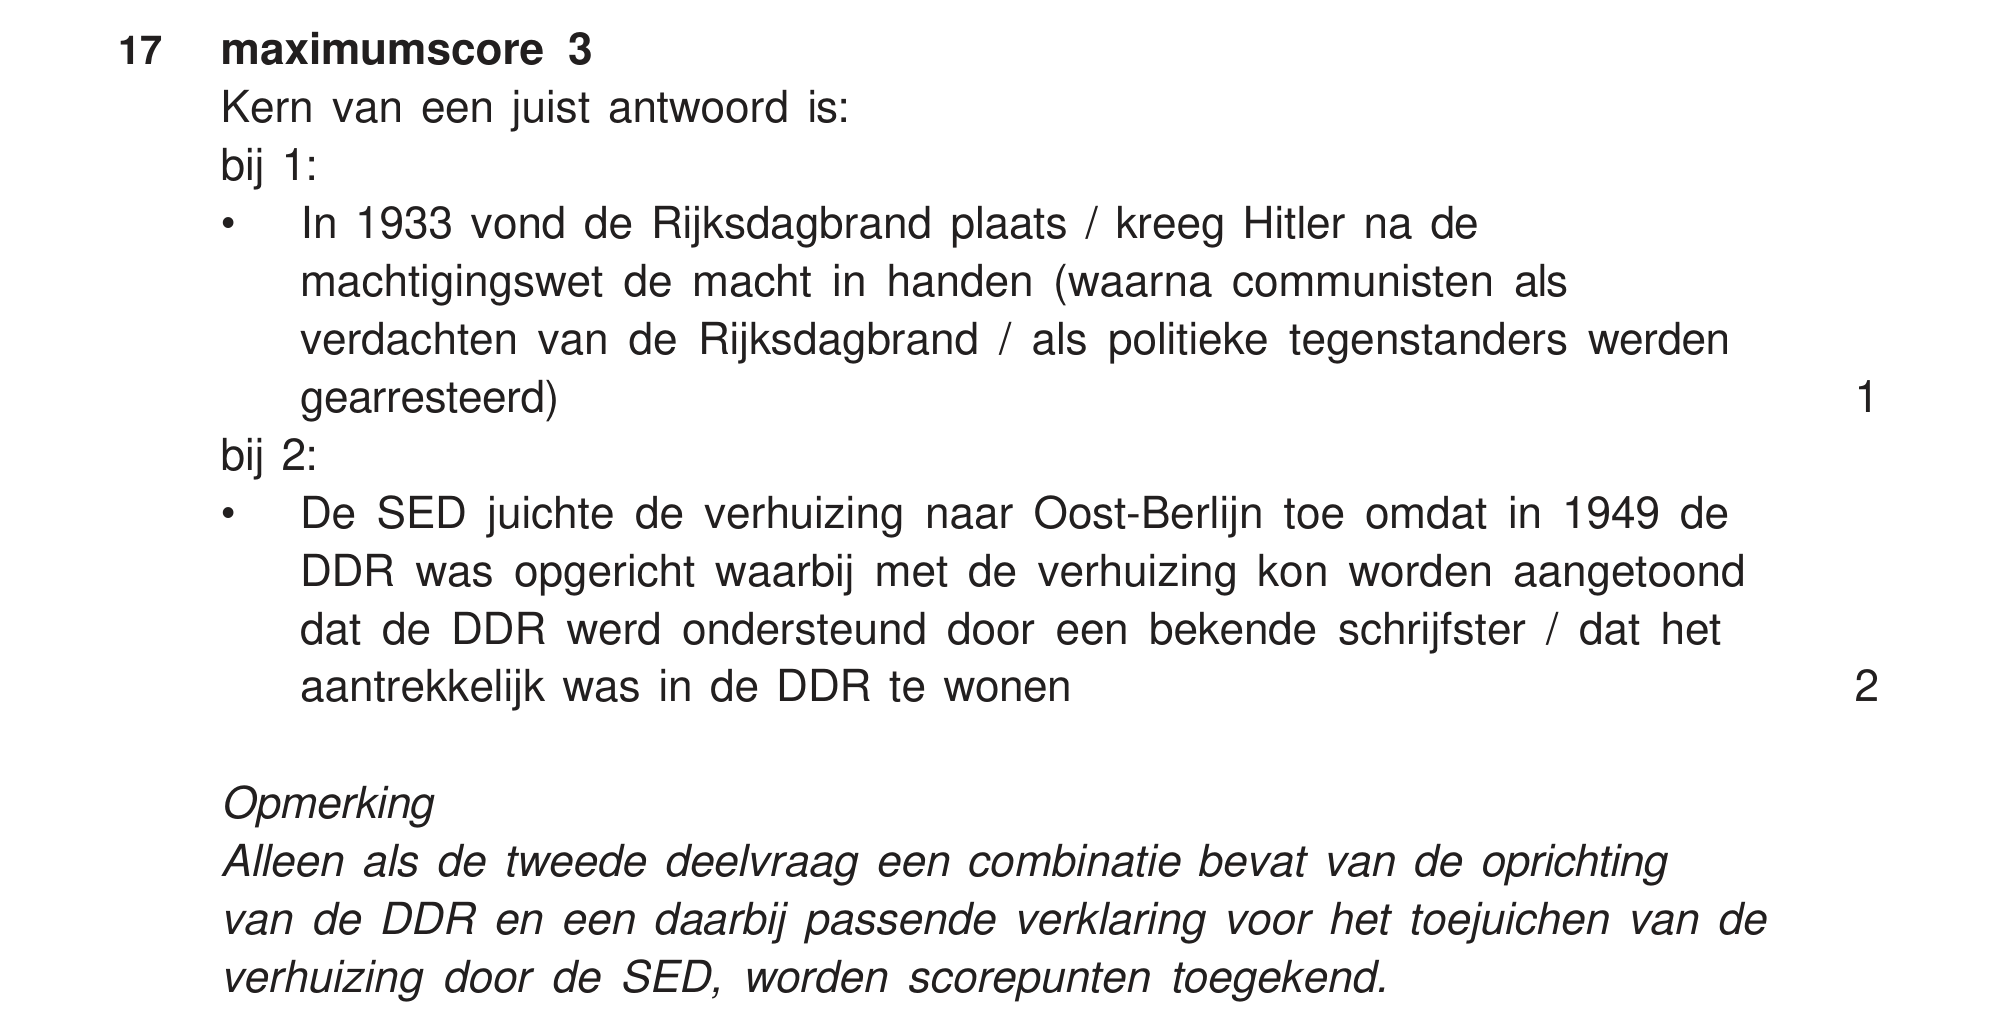 17 maximumscore 3
Kern van een juist antwoord is:
bij 1:
• In 1933 vond de Rijksdagbrand plaats / kreeg Hitler na de
machtigingswet de macht in handen (waarna communisten als
verdachten van de Rijksdagbrand / als politieke tegenstanders werden
gearresteerd) 1
bij 2:
• De SED juichte de verhuizing naar Oost-Berlijn toe omdat in 1949 de
DDR was opgericht waarbij met de verhuizing kon worden aangetoond
dat de DDR werd ondersteund door een bekende schrijfster / dat het
aantrekkelijk was in de DDR te wonen 2
Opmerking
Alleen als de tweede deelvraag een combinatie bevat van de oprichting
van de DDR en een daarbij passende verklaring voor het toejuichen van de
verhuizing door de SED, worden scorepunten toegekend.